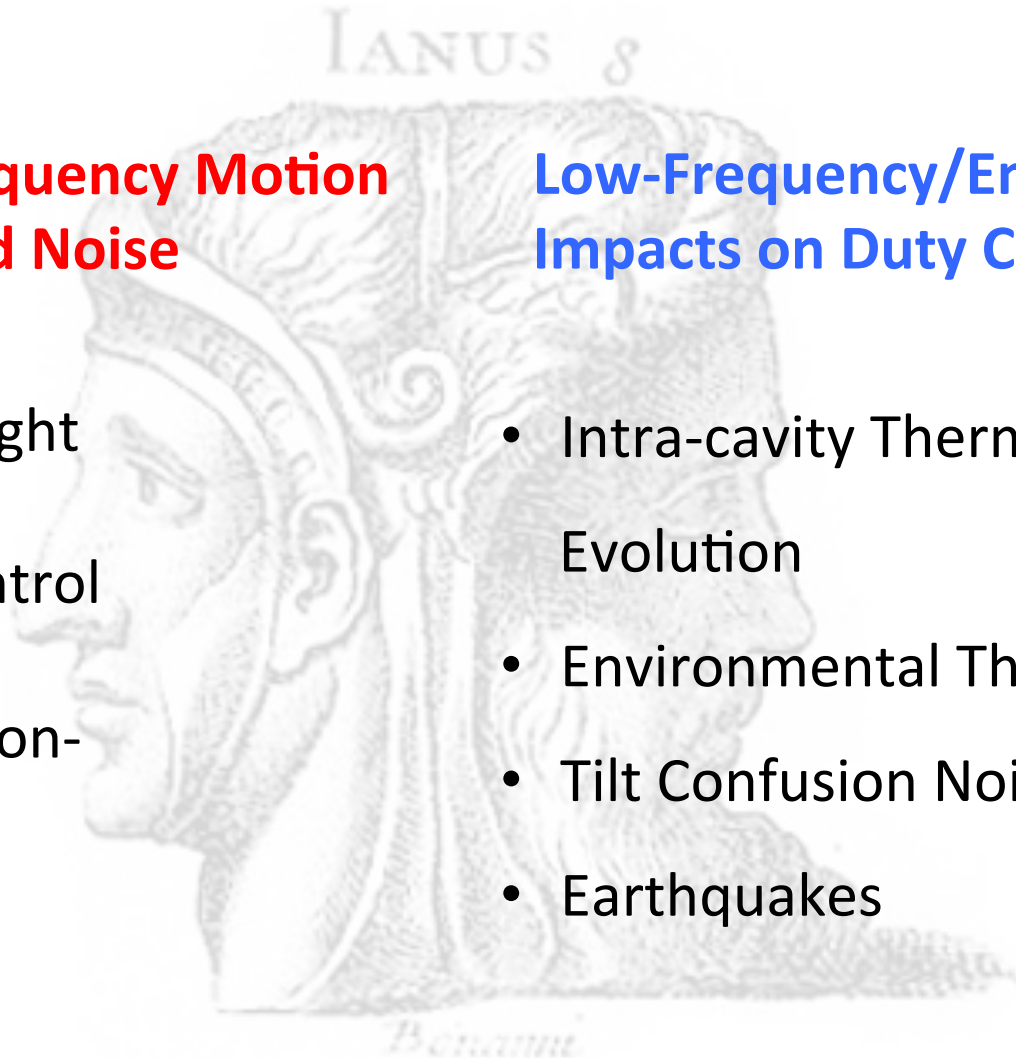 IANUS 8
quency Motion
d Noise
ght
ntrol
on-
Low-Frequency/En
Impacts on Duty C
• Intra-cavity Therm
Evolution
• Environmental Th
• Tilt Confusion Noi
• Earthquakes